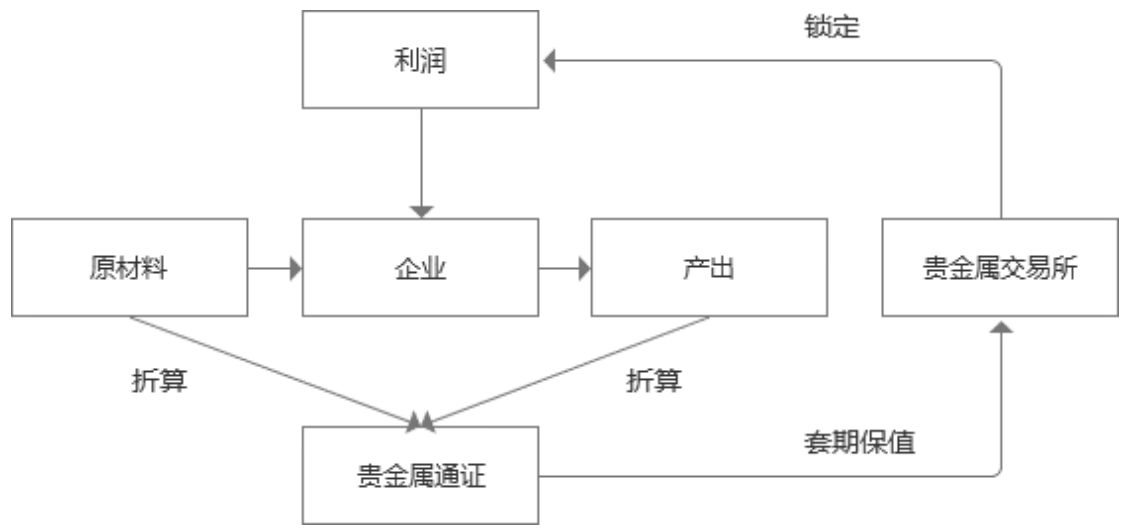 锁定
利润
原材料
企业
产出
贵金属交易所
折算
折算
套期保值
贵金属通证